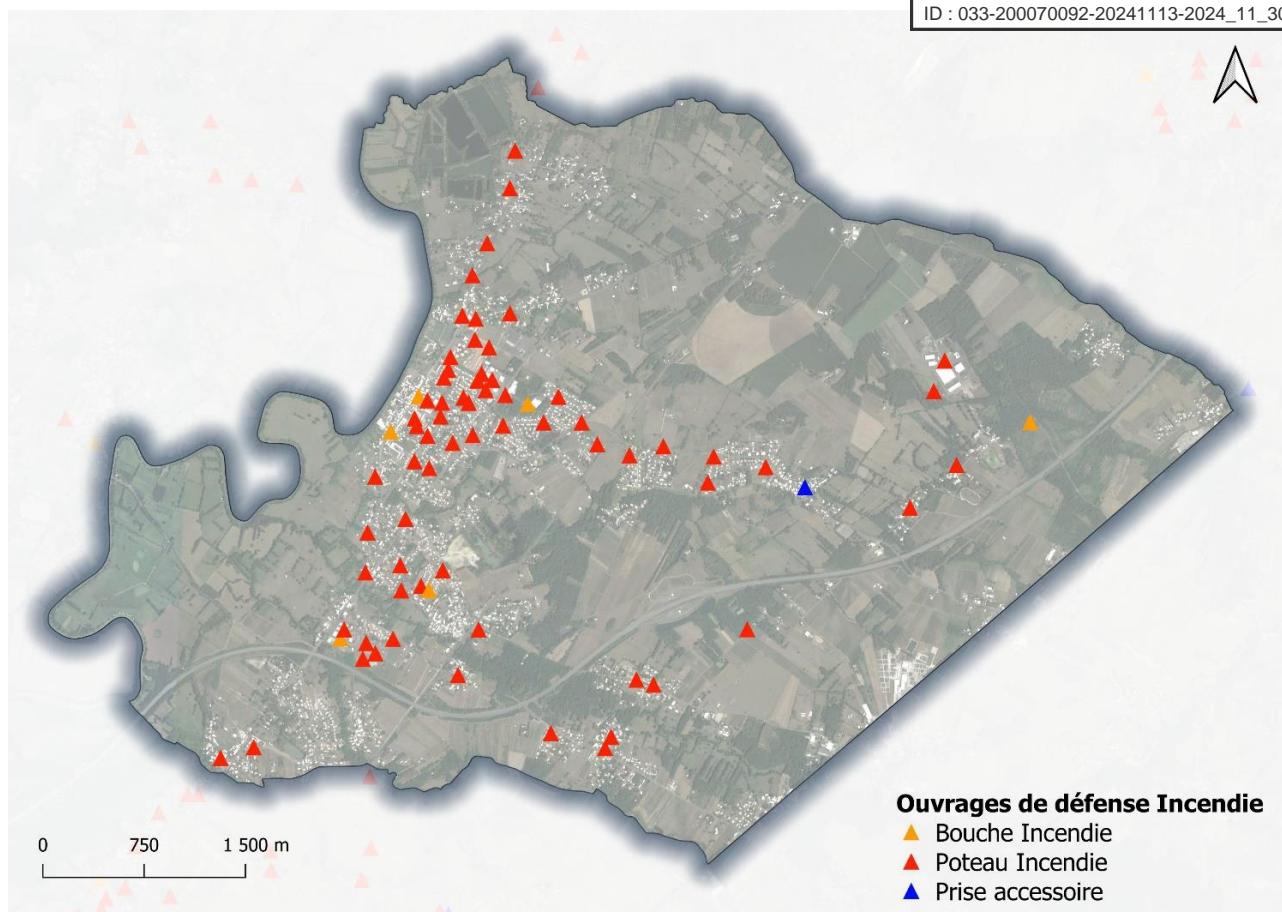 ID : 033-200070092-20241113-2024_11_30
Ouvrages de défense Incendie
Bouche Incendie
Poteau Incendie
Prise accessoire
0 750 1 500 m